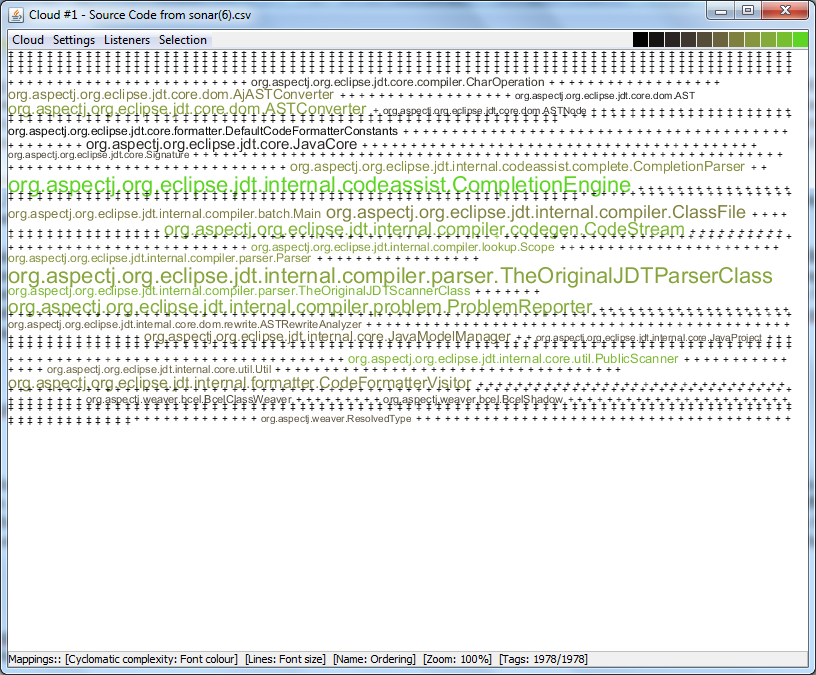 Cloud #1 - Source Code from sonar(6).csv
Cloud Settings Listeners Selection
org.aspectj.org.eclipse.jdt.core.compiler.CharOperation
org.aspectj.org.eclipse.jdt.core.dom.AjASTConverter org.aspectj.org.eclipse.jdt.core.dom.AST
org.aspectj.org.eclipse.jdt.core.dom.ASTConverter org.aspectj.org.eclipse.jdt.core.dom.ASTNode
org.aspectj.org.eclipse.jdt.core.formatter.DefaultCodeFormatterConstants
org.aspectj.org.eclipse.jdt.core.JavaCore
org.aspectj.org.eclipse.jdt.core.Signature
org.aspectj.org.eclipse.jdt.internal.codeassist.complete.CompletionParser
org.aspectj.org.eclipse.jdt.internal.codeassist.CompletionEngine
org.aspectj.org.eclipse.jdt.internal.compiler.batch.Main org.aspectj.org.eclipse.jdt.internal.compiler.ClassFile
org.aspectj.org.eclipse.jdt.internal.compiler.codegen.CodeStream
org.aspectj.org.eclipse.jdt.internal.compiler.lookup.Scope
org.aspectj.org.eclipse.jdt.internal.compiler.parser.Parser
org.aspectj.org.eclipse.jdt.internal.compiler.parser.TheOriginalJDTParserClass
org.aspectj.org.eclipse.jdt.internal.compiler.parser.TheOriginalJDTScannerClass
org.aspectj.org.eclipse.jdt.internal.compiler.problem.ProblemReporter
org.aspectj.org.eclipse.jdt.internal.core.dom.rewrite.ASTRewriteAnalyzer
org.aspectj.org.eclipse.jdt.internal.core.JavaModelManager org.aspectj.org.eclipse.jdt.internal.core.JavaProject
org.aspectj.org.eclipse.jdt.internal.core.util.PublicScanner
org.aspectj.org.eclipse.jdt.internal.core.util.Util
org.aspectj.org.eclipse.jdt.internal.formatter.CodeFormatterVisitor
org.aspectj.weaver.bcel.BcelClassWeaver org.aspectj.weaver.bcel.BcelShadow
org.aspectj.weaver.ResolvedType
Mappings:: [Cyclomatic complexity: Font colour] [Lines: Font size] [Name: Ordering] [Zoom: 100%] [Tags: 1978/1978]